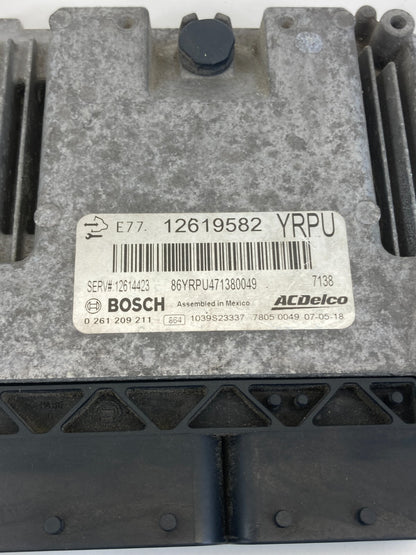 E77. 12619582 YRPU
SERV# 12614423 86YRPU471380049 7138
BOSCH Assembled in Mexico ACDelco
0 261 209 211 864 1039S23337 7805 0049 07-05-18